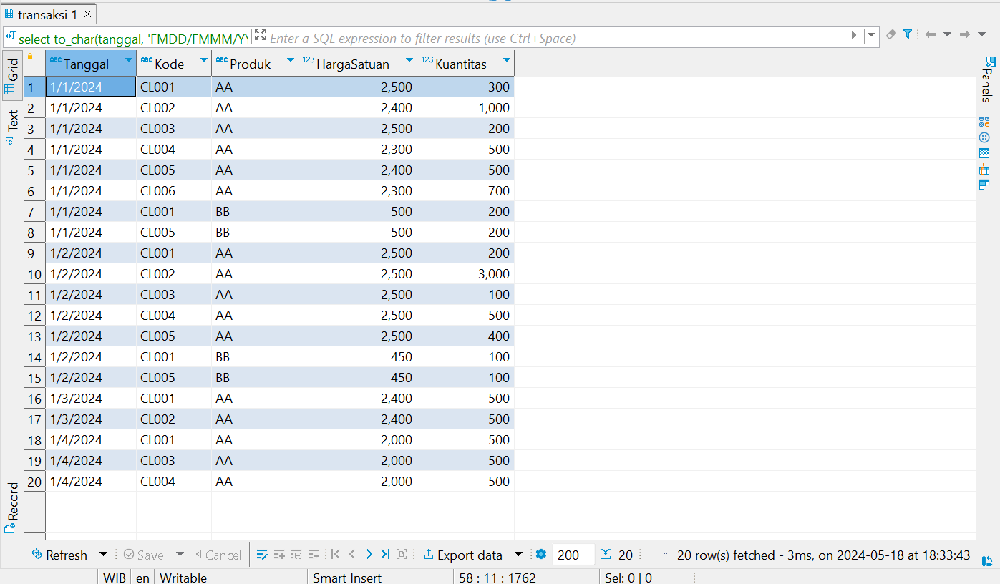 transaksi 1
select to_char(tanggal, 'FMDD/FMMM/Y Enter a SQL expression to filter results (use Ctrl+Space)
Grid
Text
Record
Panels
ABC Tanggal ABC Kode ABC Produk 123 HargaSatuan 123 Kuantitas
1 1/1/2024 CL001 AA 2,500 300
2 1/1/2024 CL002 AA 2,400 1,000
3 1/1/2024 CL003 AA 2,500 200
4 1/1/2024 CL004 AA 2,300 500
5 1/1/2024 CL005 AA 2,400 500
6 1/1/2024 CL006 AA 2,300 700
7 1/1/2024 CL001 BB 500 200
8 1/1/2024 CL005 BB 500 200
9 1/2/2024 CL001 AA 2,500 200
10 1/2/2024 CL002 AA 2,500 3,000
11 1/2/2024 CL003 AA 2,500 100
12 1/2/2024 CL004 AA 2,500 500
13 1/2/2024 CL005 AA 2,500 400
14 1/2/2024 CL001 BB 450 100
15 1/2/2024 CL005 BB 450 100
16 1/3/2024 CL001 AA 2,400 500
17 1/3/2024 CL002 AA 2,400 500
18 1/4/2024 CL001 AA 2,000 500
19 1/4/2024 CL003 AA 2,000 500
20 1/4/2024 CL004 AA 2,000 500
Refresh Save Cancel Export data 200 20 20 row(s) fetched - 3ms, on 2024-05-18 at 18:33:43
WIB en Writable Smart Insert 58 : 11 : 1762 Sel: 0 | 0